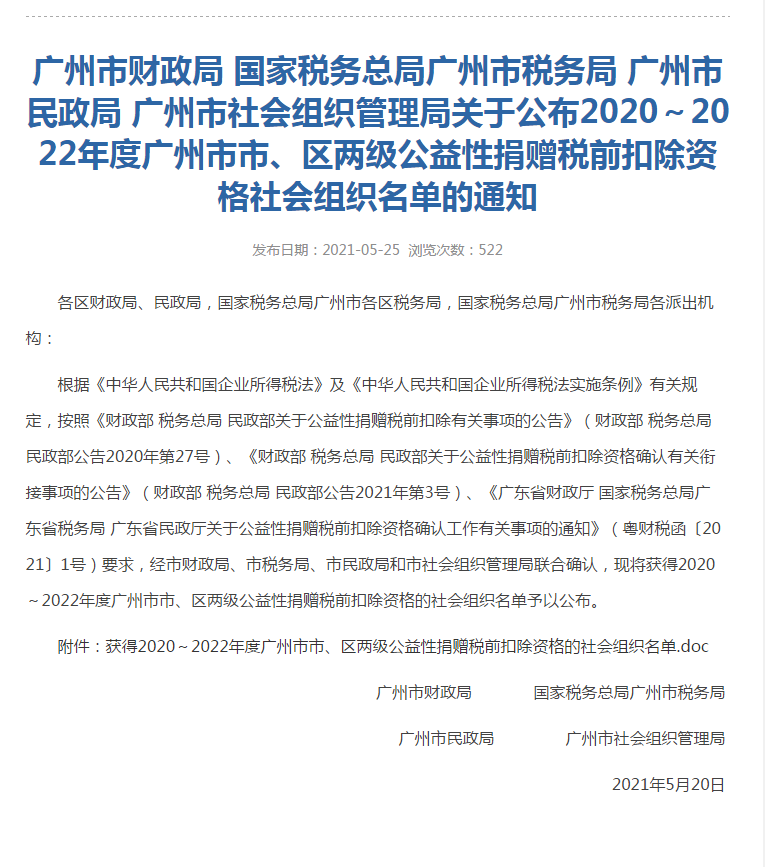 广州市财政局 国家税务总局广州市税务局 广州市
民政局 广州市社会组织管理局关于公布2020～20
22年度广州市市、区两级公益性捐赠税前扣除资
格社会组织名单的通知
发布日期：2021-05-25 浏览次数：522
各区财政局、民政局，国家税务总局广州市各区税务局，国家税务总局广州市税务局各派出机
构：
根据《中华人民共和国企业所得税法》及《中华人民共和国企业所得税法实施条例》有关规
定，按照《财政部 税务总局 民政部关于公益性捐赠税前扣除有关事项的公告》（财政部 税务总局
民政部公告2020年第27号）、《财政部 税务总局 民政部关于公益性捐赠税前扣除资格确认有关衔
接事项的公告》（财政部 税务总局 民政部公告2021年第3号）、《广东省财政厅 国家税务总局广
东省税务局 广东省民政厅关于公益性捐赠税前扣除资格确认工作有关事项的通知》（粤财税函〔20
21〕1号）要求，经市财政局、市税务局、市民政局和市社会组织管理局联合确认，现将获得2020
～2022年度广州市市、区两级公益性捐赠税前扣除资格的社会组织名单予以公布。
附件：获得2020～2022年度广州市市、区两级公益性捐赠税前扣除资格的社会组织名单.doc
广州市财政局 国家税务总局广州市税务局
广州市民政局 广州市社会组织管理局
2021年5月20日